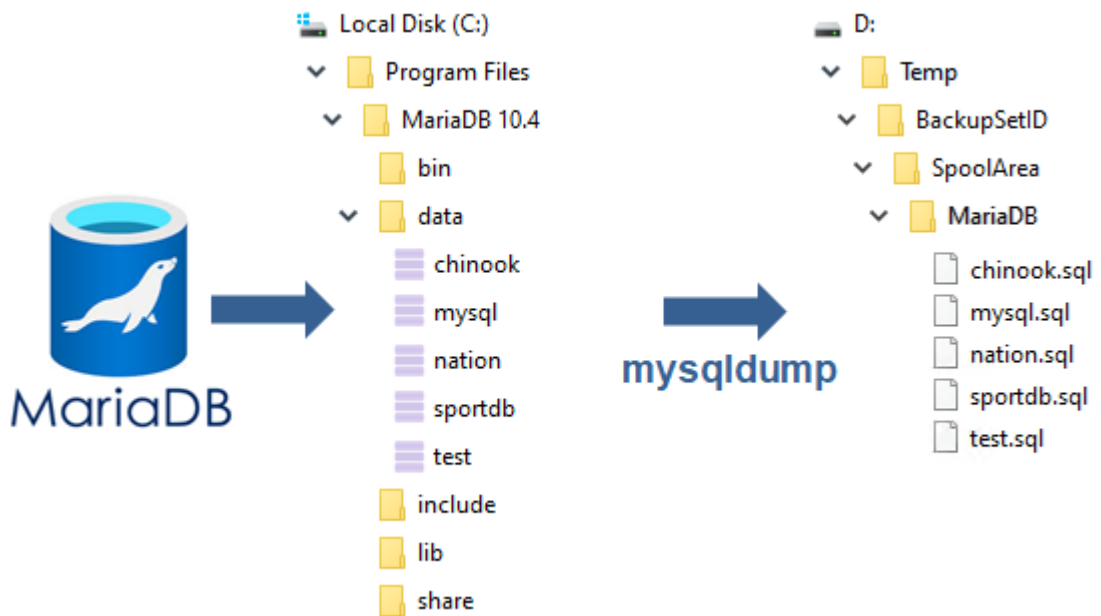 MariaDB
Local Disk (C:)
Program Files
MariaDB 10.4
bin
data
chinook
mysql
nation
sportdb
test
include
lib
share
mysqldump
D:
Temp
BackupSetID
SpoolArea
MariaDB
chinook.sql
mysql.sql
nation.sql
sportdb.sql
test.sql